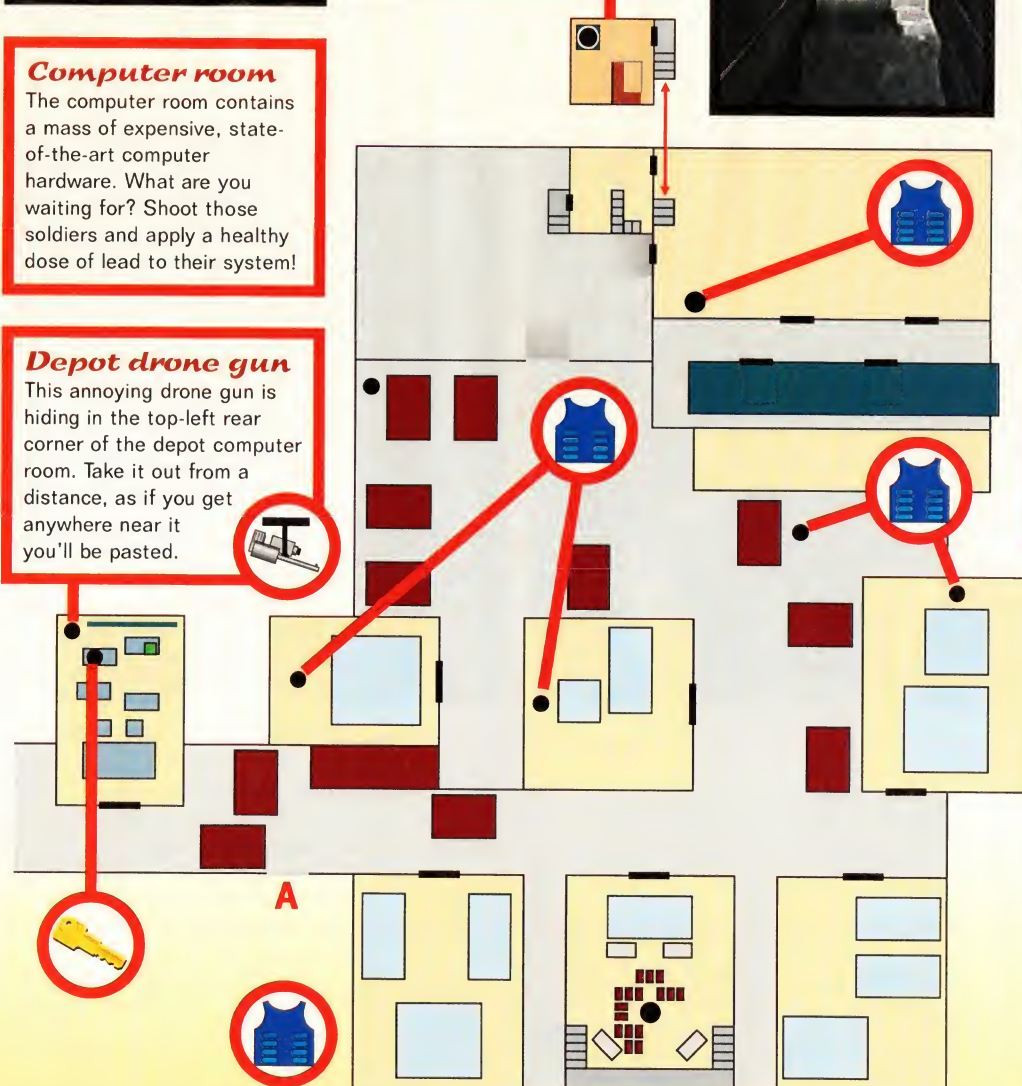 Computer room
The computer room contains
a mass of expensive, state-
of-the-art computer
hardware. What are you
waiting for? Shoot those
soldiers and apply a healthy
dose of lead to their system!
Depot drone gun
This annoying drone gun is
hiding in the top-left rear
corner of the depot computer
room. Take it out from a
distance, as if you get
anywhere near it
you'll be pasted.
A